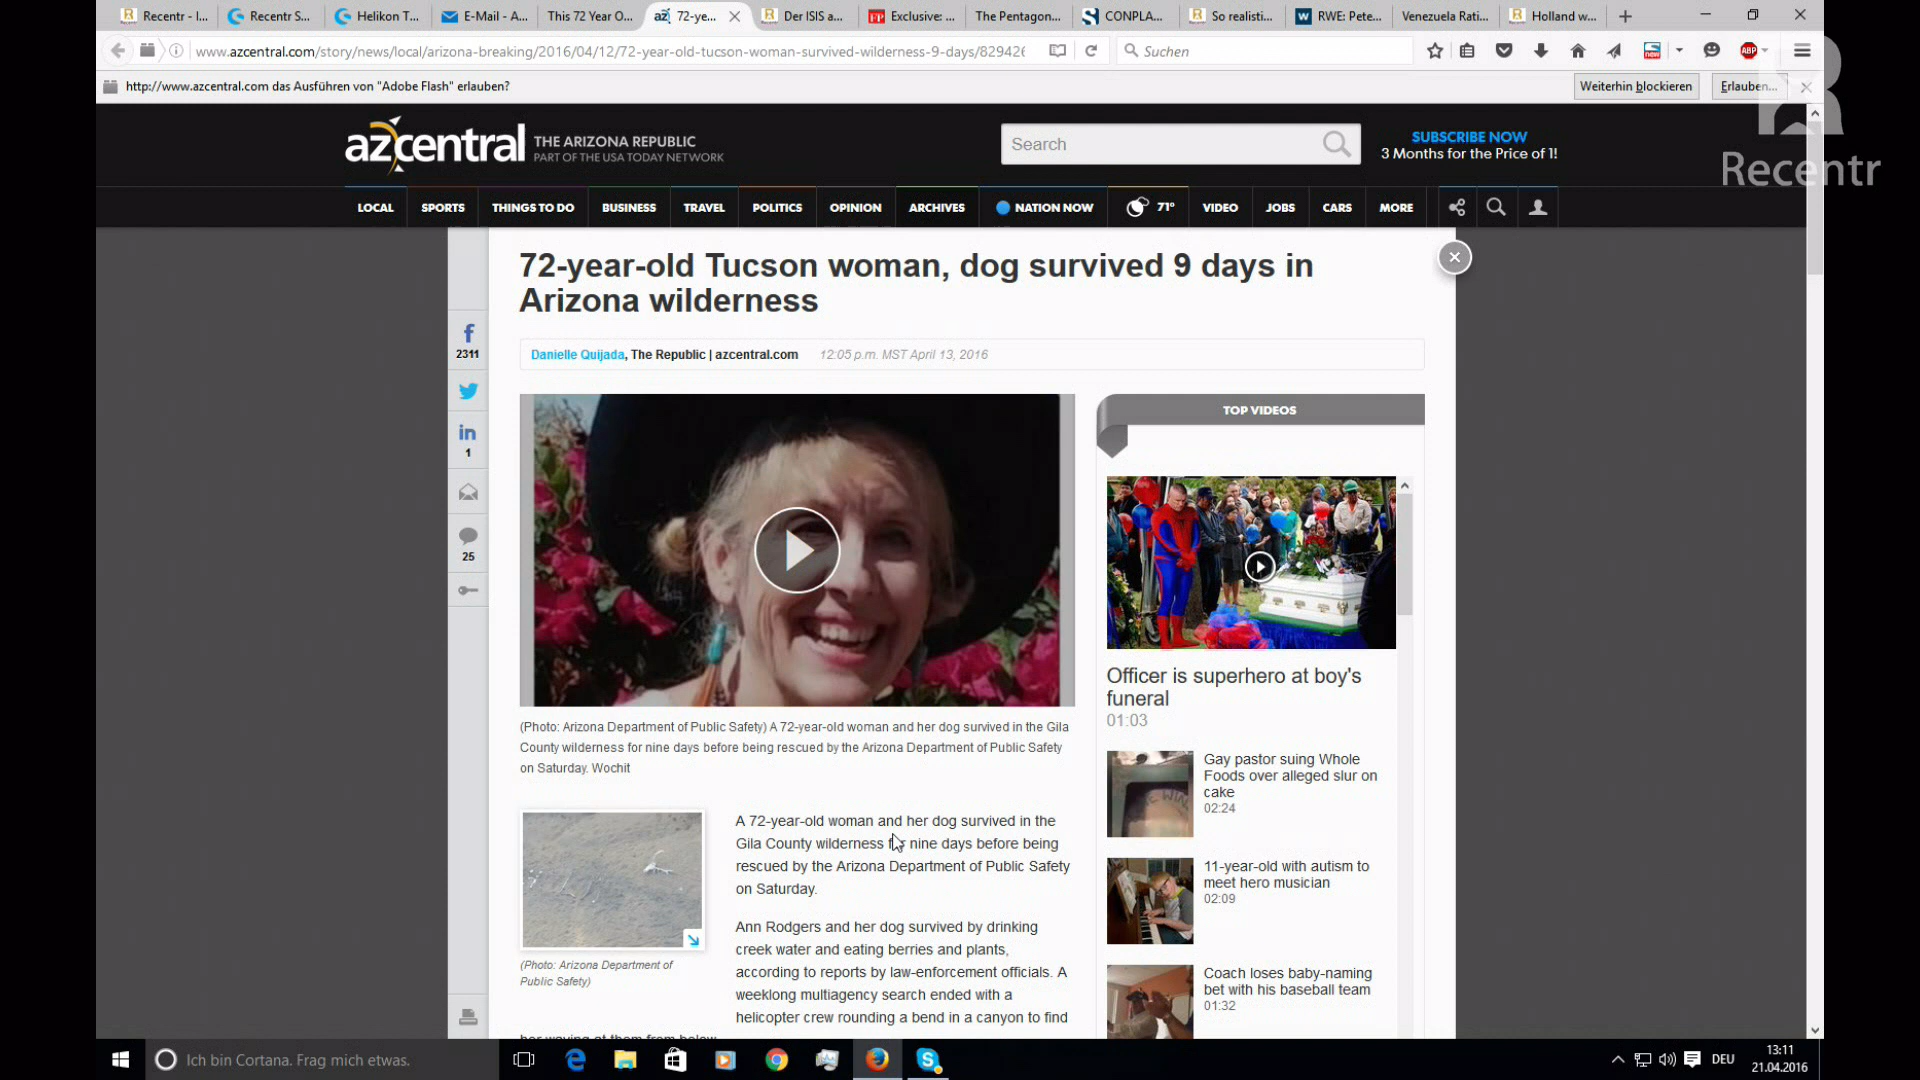 Recentr - I...
Recentr S...
Helikon T...
E-Mail - A...
This 72 Year O...
72-ye...
Der ISIS a...
Exclusive: ...
The Pentagon...
CONPLA...
So realisti...
RWE: Pete...
Venezuela Rati...
Holland w...
www.azcentral.com/story/news/local/arizona-breaking/2016/04/12/72-year-old-tucson-woman-survived-wilderness-9-days/829426
Suchen
ABP
http://www.azcentral.com das Ausführen von "Adobe Flash" erlauben?
Weiterhin blockieren
Erlauben...
Recentr
azcentral
THE ARIZONA REPUBLIC
PART OF THE USA TODAY NETWORK
Search
SUBSCRIBE NOW
3 Months for the Price of 1!
LOCAL SPORTS THINGS TO DO BUSINESS TRAVEL POLITICS OPINION ARCHIVES NATION NOW 71° VIDEO JOBS CARS MORE
72-year-old Tucson woman, dog survived 9 days in
Arizona wilderness
Danielle Quijada, The Republic | azcentral.com 12:05 p.m. MST April 13, 2016
2311
1
25
(Photo: Arizona Department of Public Safety) A 72-year-old woman and her dog survived in the Gila
County wilderness for nine days before being rescued by the Arizona Department of Public Safety
on Saturday. Wochit
(Photo: Arizona Department of
Public Safety)
A 72-year-old woman and her dog survived in the
Gila County wilderness for nine days before being
rescued by the Arizona Department of Public Safety
on Saturday.
Ann Rodgers and her dog survived by drinking
creek water and eating berries and plants,
according to reports by law-enforcement officials. A
weeklong multiagency search ended with a
helicopter crew rounding a bend in a canyon to find
her waving at them from below.
TOP VIDEOS
Officer is superhero at boy's
funeral
01:03
Gay pastor suing Whole
Foods over alleged slur on
cake
02:24
11-year-old with autism to
meet hero musician
02:09
Coach loses baby-naming
bet with his baseball team
01:32
Ich bin Cortana. Frag mich etwas.
DEU
13:11
21.04.2016